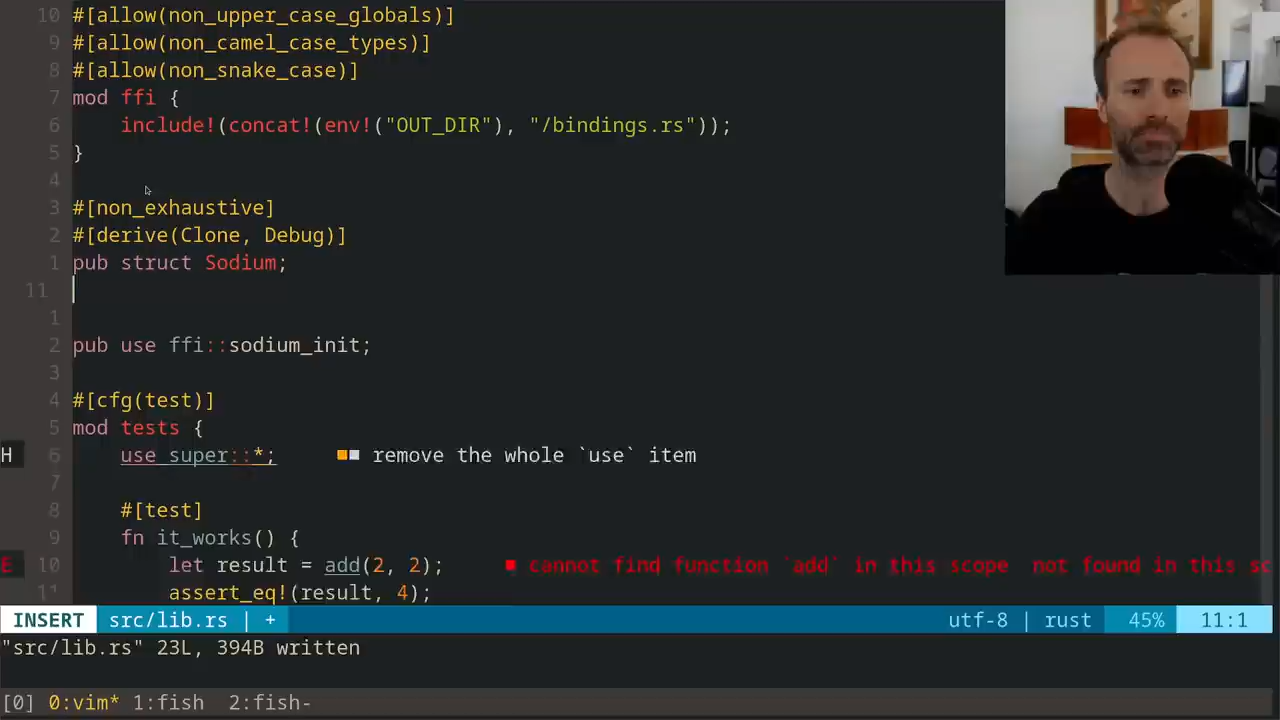 10 #[allow(non_upper_case_globals)]
9 #[allow(non_camel_case_types)]
8 #[allow(non_snake_case)]
7 mod ffi {
6 include!(concat!(env!("OUT_DIR"), "/bindings.rs"));
5 }
4
3 #[non_exhaustive]
2 #[derive(Clone, Debug)]
1 pub struct Sodium;
11
1
2 pub use ffi::sodium_init;
3
4 #[cfg(test)]
5 mod tests {
H 6 use super::*; remove the whole `use` item
7
8 #[test]
9 fn it_works() {
E 10 let result = add(2, 2); cannot find function `add` in this scope not found in this sc
11 assert_eq!(result, 4);
INSERT src/lib.rs | + utf-8 | rust 45% 11:1
"src/lib.rs" 23L, 394B written
[0] 0:vim* 1:fish 2:fish-